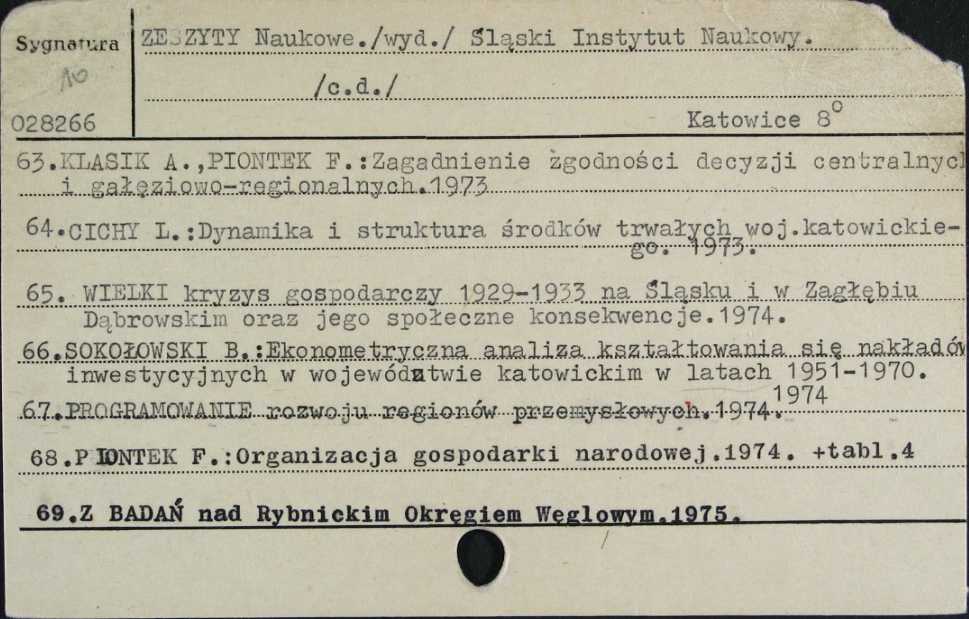 Sygnatura
10
028266
ZESZYTY Naukowe./wyd./ Śląski Instytut Naukowy.
/c.d./
Katowice 8°
63.KLASIK A.,PIONTEK F.:Zagadnienie zgodności decyzji centralnych
i gałęziowo-regionalnych.1973
64.CICHY L.:Dynamika i struktura środków trwałych woj.katowickie-
go. 1973.
65. WIELKI kryzys gospodarczy 1929-1933 na Śląsku i w Zagłębiu
Dąbrowskim oraz jego społeczne konsekwencje.1974.
66.SOKOŁOWSKI B.:Ekonometryczna analiza kształtowania się nakładów
inwestycyjnych w województwie katowickim w latach 1951-1970.
1974
67.PROGRAMOWANIE rozwoju regionów przemysłowych.1974.
68.PIONTEK F.:Organizacja gospodarki narodowej.1974. +tabl.4
69.Z BADAŃ nad Rybnickim Okręgiem Węglowym.1975.